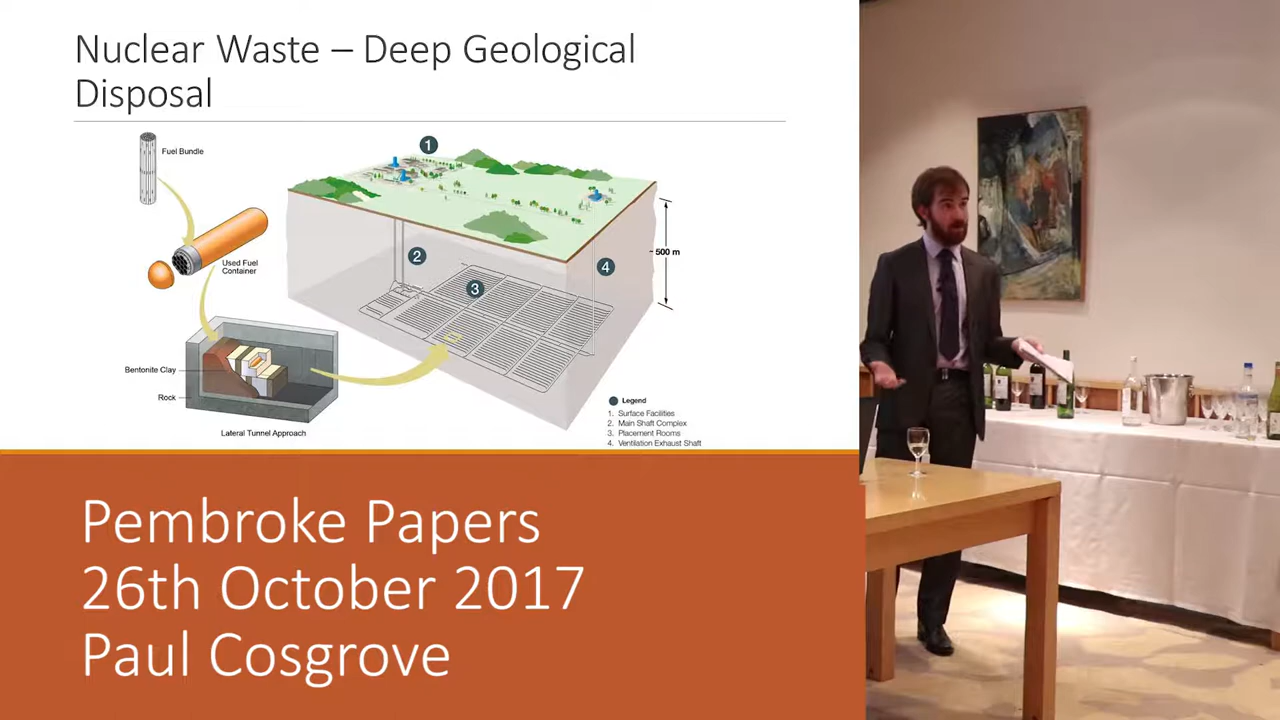 Nuclear Waste – Deep Geological
Disposal
Fuel Bundle
Used Fuel
Container
Bentonite Clay
Rock
Lateral Tunnel Approach
1
2
3
4
500 m
Legend
1. Surface Facilities
2. Main Shaft Complex
3. Placement Rooms
4. Ventilation Exhaust Shaft
Pembroke Papers
26th October 2017
Paul Cosgrove